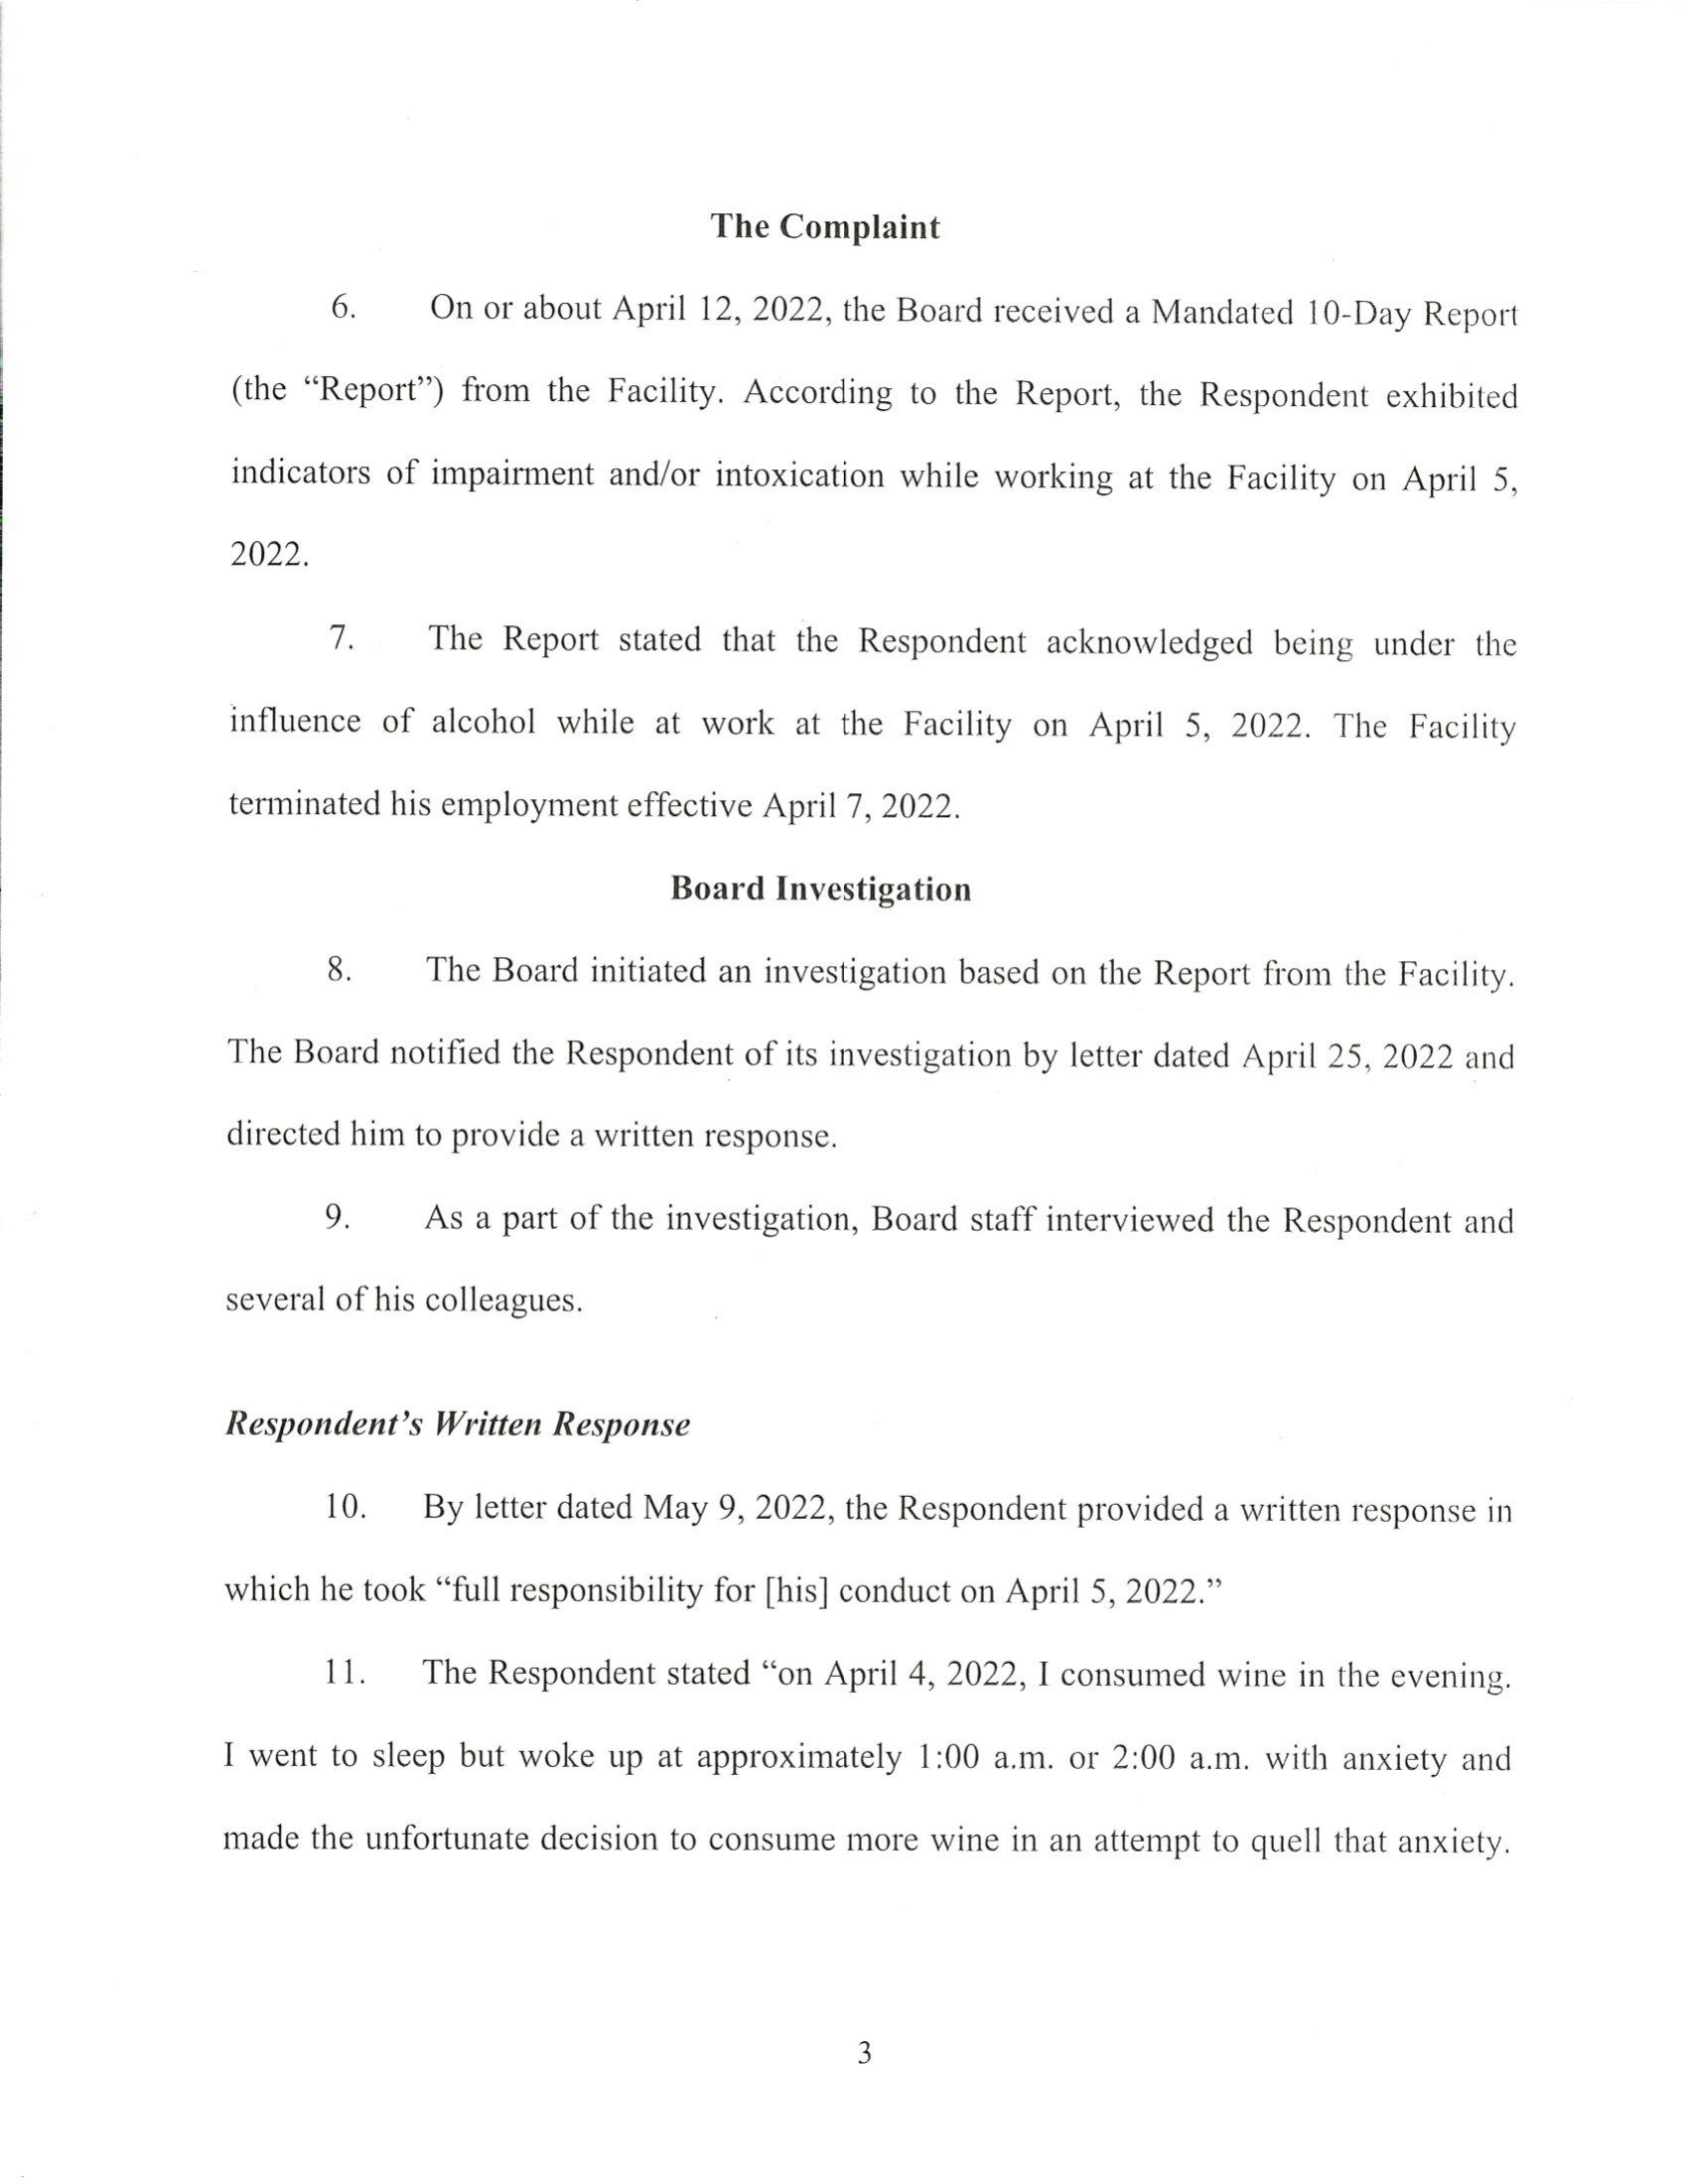 The Complaint
6. On or about April 12, 2022, the Board received a Mandated 10-Day Report
(the “Report”) from the Facility. According to the Report, the Respondent exhibited
indicators of impairment and/or intoxication while working at the Facility on April 5,
2022.
7. The Report stated that the Respondent acknowledged being under the
influence of alcohol while at work at the Facility on April 5, 2022. The Facility
terminated his employment effective April 7, 2022.
Board Investigation
8. The Board initiated an investigation based on the Report from the Facility.
The Board notified the Respondent of its investigation by letter dated April 25, 2022 and
directed him to provide a written response.
9. As a part of the investigation, Board staff interviewed the Respondent and
several of his colleagues.
Respondent’s Written Response
10. By letter dated May 9, 2022, the Respondent provided a written response in
which he took “full responsibility for [his] conduct on April 5, 2022.”
11. The Respondent stated “on April 4, 2022, I consumed wine in the evening.
I went to sleep but woke up at approximately 1:00 a.m. or 2:00 a.m. with anxiety and
made the unfortunate decision to consume more wine in an attempt to quell that anxiety.
3